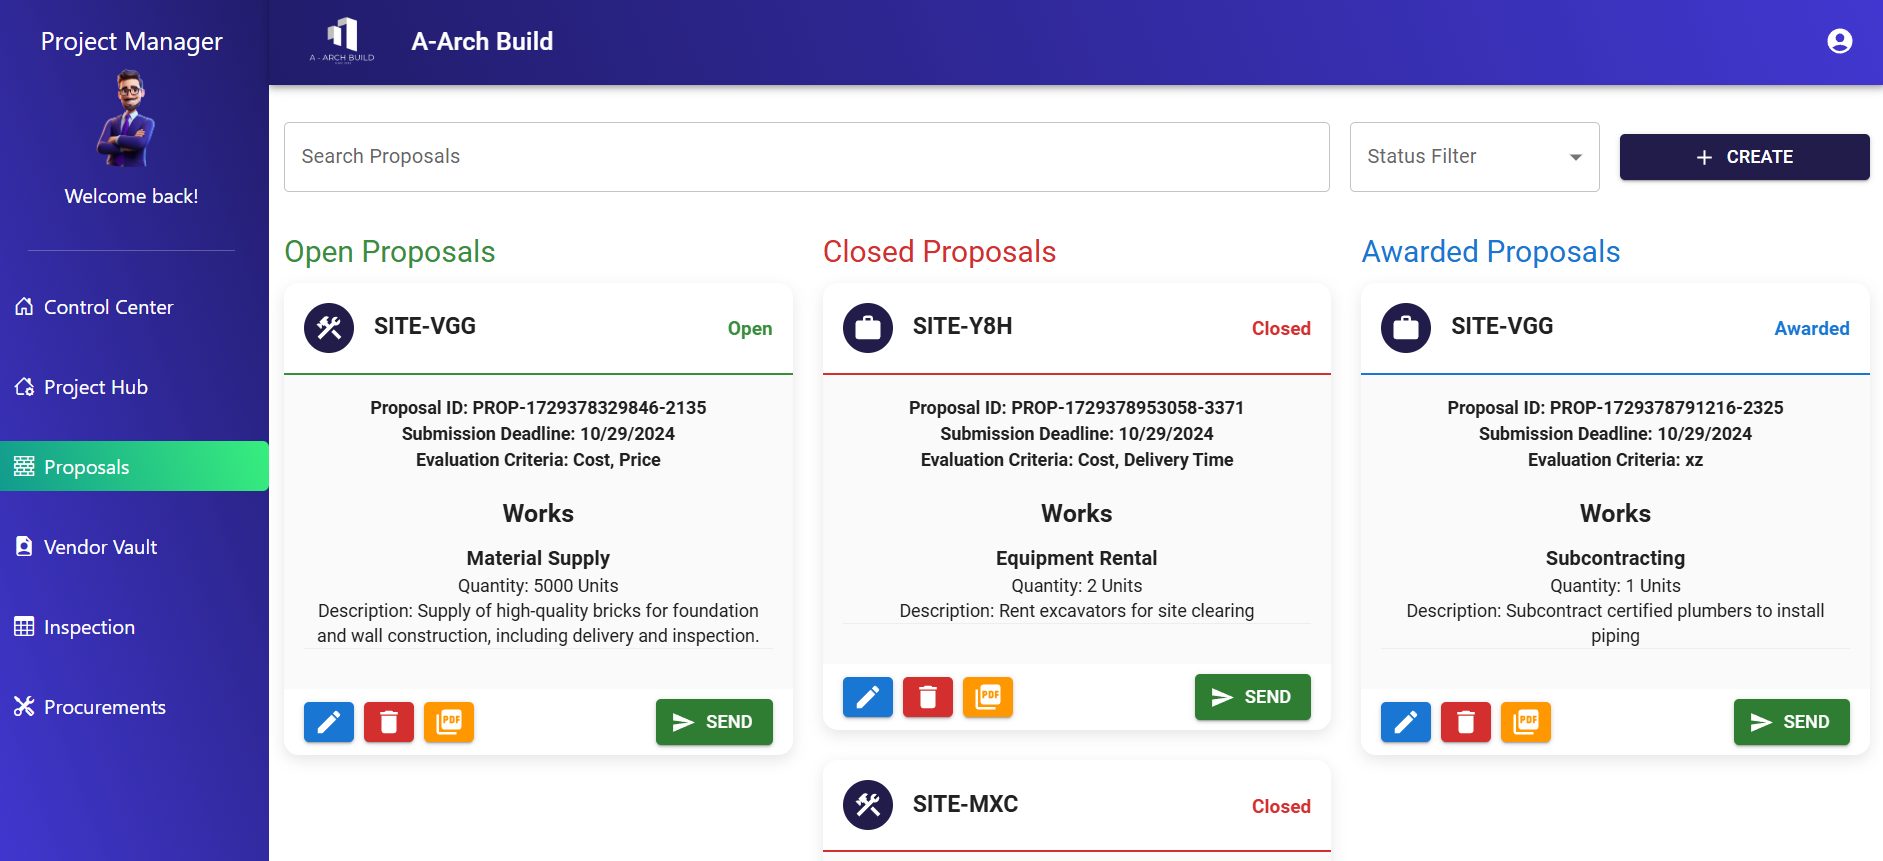 Project Manager
Welcome back!
Control Center
Project Hub
Proposals
Vendor Vault
Inspection
Procurements
A - ARCH BUILD
A-Arch Build
Search Proposals
Status Filter
CREATE
Open Proposals
SITE-VGG
Open
Proposal ID: PROP-1729378329846-2135
Submission Deadline: 10/29/2024
Evaluation Criteria: Cost, Price
Works
Material Supply
Quantity: 5000 Units
Description: Supply of high-quality bricks for foundation
and wall construction, including delivery and inspection.
PDF
SEND
Closed Proposals
SITE-Y8H
Closed
Proposal ID: PROP-1729378953058-3371
Submission Deadline: 10/29/2024
Evaluation Criteria: Cost, Delivery Time
Works
Equipment Rental
Quantity: 2 Units
Description: Rent excavators for site clearing
PDF
SEND
SITE-MXC
Closed
Awarded Proposals
SITE-VGG
Awarded
Proposal ID: PROP-1729378791216-2325
Submission Deadline: 10/29/2024
Evaluation Criteria: xz
Works
Subcontracting
Quantity: 1 Units
Description: Subcontract certified plumbers to install
piping
PDF
SEND